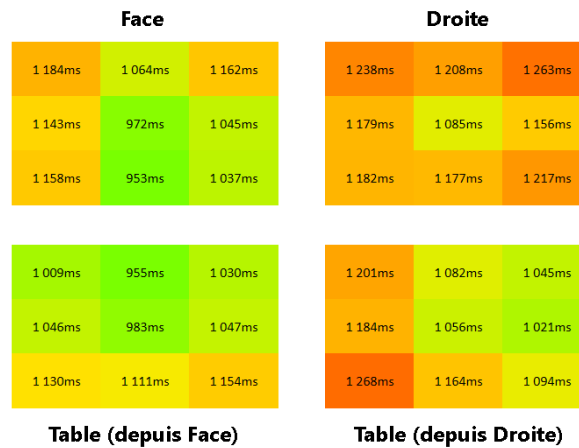 Face Droite
1 184ms 1 064ms 1 162ms 1 238ms 1 208ms 1 263ms
1 143ms 972ms 1 045ms 1 179ms 1 085ms 1 156ms
1 158ms 953ms 1 037ms 1 182ms 1 177ms 1 217ms
1 009ms 955ms 1 030ms 1 201ms 1 082ms 1 045ms
1 046ms 983ms 1 047ms 1 184ms 1 056ms 1 021ms
1 130ms 1 111ms 1 154ms 1 268ms 1 164ms 1 094ms
Table (depuis Face) Table (depuis Droite)